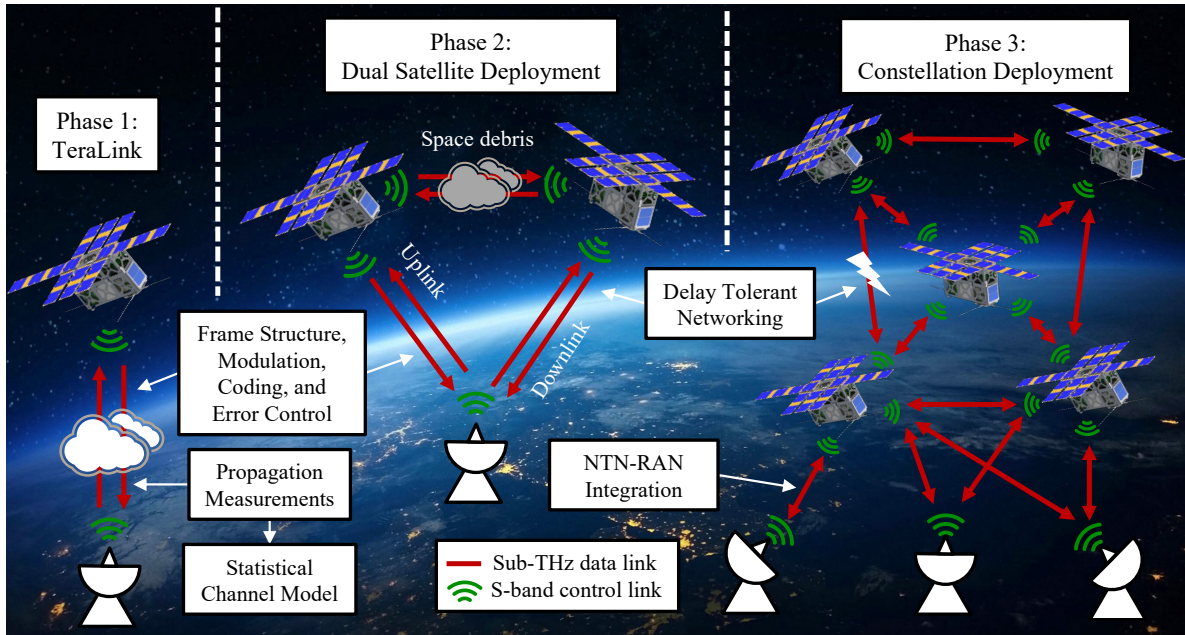 Phase 1:
TeraLink
Phase 2:
Dual Satellite Deployment
Phase 3:
Constellation Deployment
Space debris
Uplink
Downlink
Frame Structure,
Modulation,
Coding, and
Error Control
Delay Tolerant
Networking
Propagation
Measurements
NTN-RAN
Integration
Statistical
Channel Model
Sub-THz data link
S-band control link